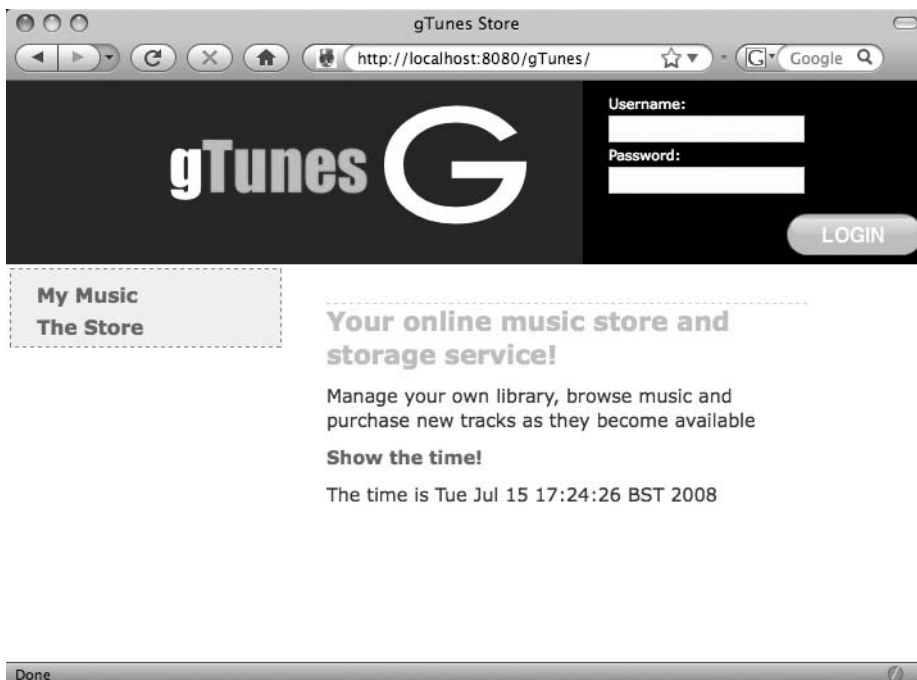 gTunes Store
http://localhost:8080/gTunes/
G Google
gTunes G
Username:
Password:
LOGIN
My Music
The Store
Your online music store and
storage service!
Manage your own library, browse music and
purchase new tracks as they become available
Show the time!
The time is Tue Jul 15 17:24:26 BST 2008
Done